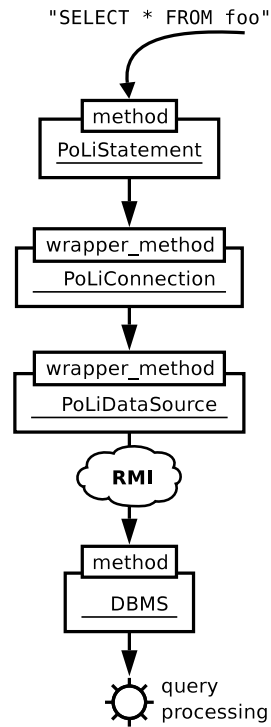 "SELECT * FROM foo"
method
PoLiStatement
wrapper_method
PoLiConnection
wrapper_method
PoLiDataSource
RMI
method
DBMS
query
processing